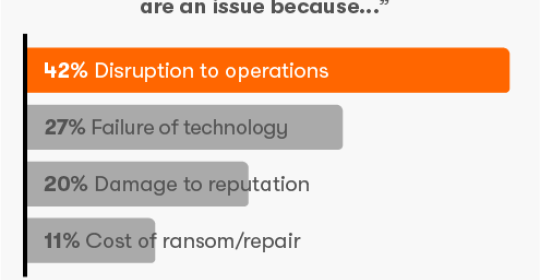 are an issue because...”
42% Disruption to operations
27% Failure of technology
20% Damage to reputation
11% Cost of ransom/repair